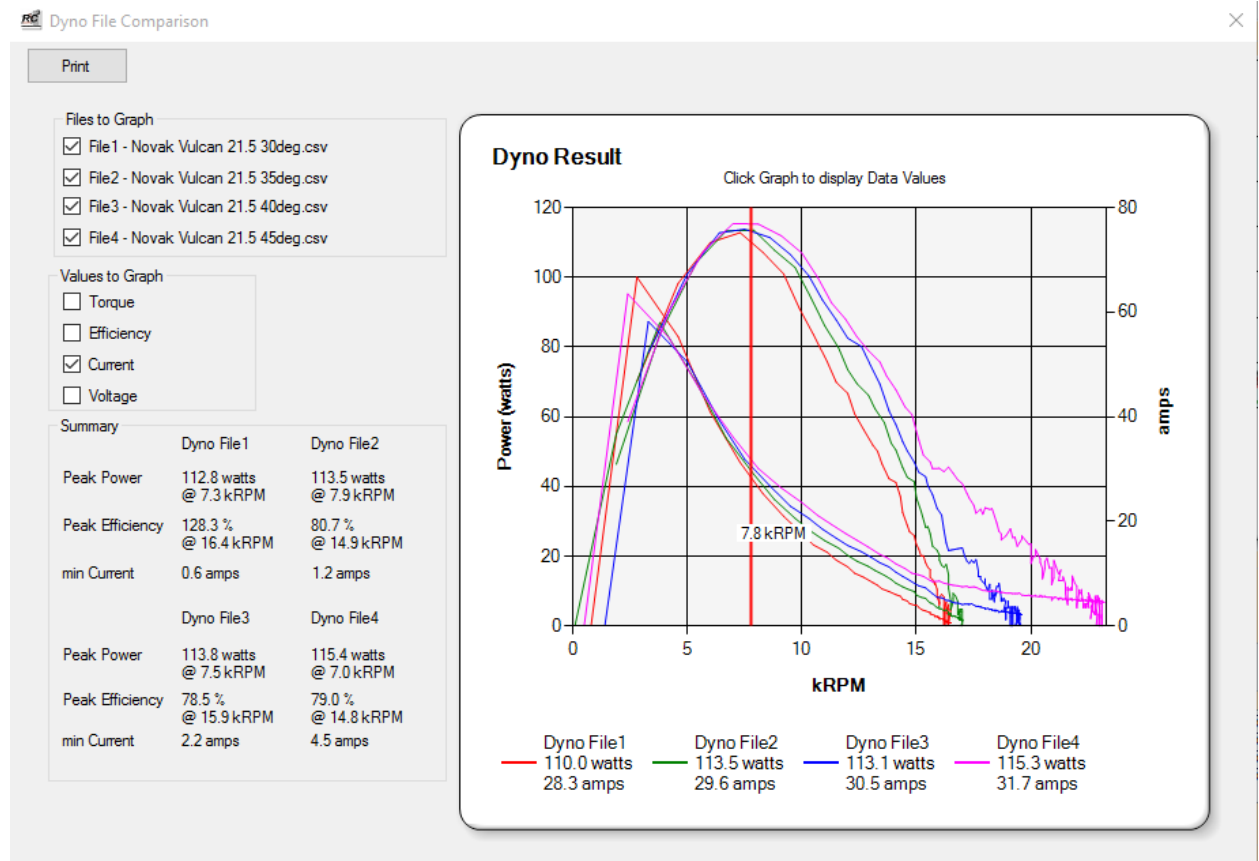 RC Dyno File Comparison
Print
Files to Graph
File1 - Novak Vulcan 21.5 30deg.csv
File2 - Novak Vulcan 21.5 35deg.csv
File3 - Novak Vulcan 21.5 40deg.csv
File4 - Novak Vulcan 21.5 45deg.csv
Values to Graph
Torque
Efficiency
Current
Voltage
Summary
Dyno File1 Dyno File2
Peak Power 112.8 watts 113.5 watts
@ 7.3 kRPM @ 7.9 kRPM
Peak Efficiency 128.3 % 80.7 %
@ 16.4 kRPM @ 14.9 kRPM
min Current 0.6 amps 1.2 amps
Dyno File3 Dyno File4
Peak Power 113.8 watts 115.4 watts
@ 7.5 kRPM @ 7.0 kRPM
Peak Efficiency 78.5 % 79.0 %
@ 15.9 kRPM @ 14.8 kRPM
min Current 2.2 amps 4.5 amps
Dyno Result
Click Graph to display Data Values
120
100
80
60
40
20
0
Power (watts)
80
60
40
20
0
amps
7.8 kRPM
0 5 10 15 20
kRPM
Dyno File1 Dyno File2 Dyno File3 Dyno File4
110.0 watts 113.5 watts 113.1 watts 115.3 watts
28.3 amps 29.6 amps 30.5 amps 31.7 amps